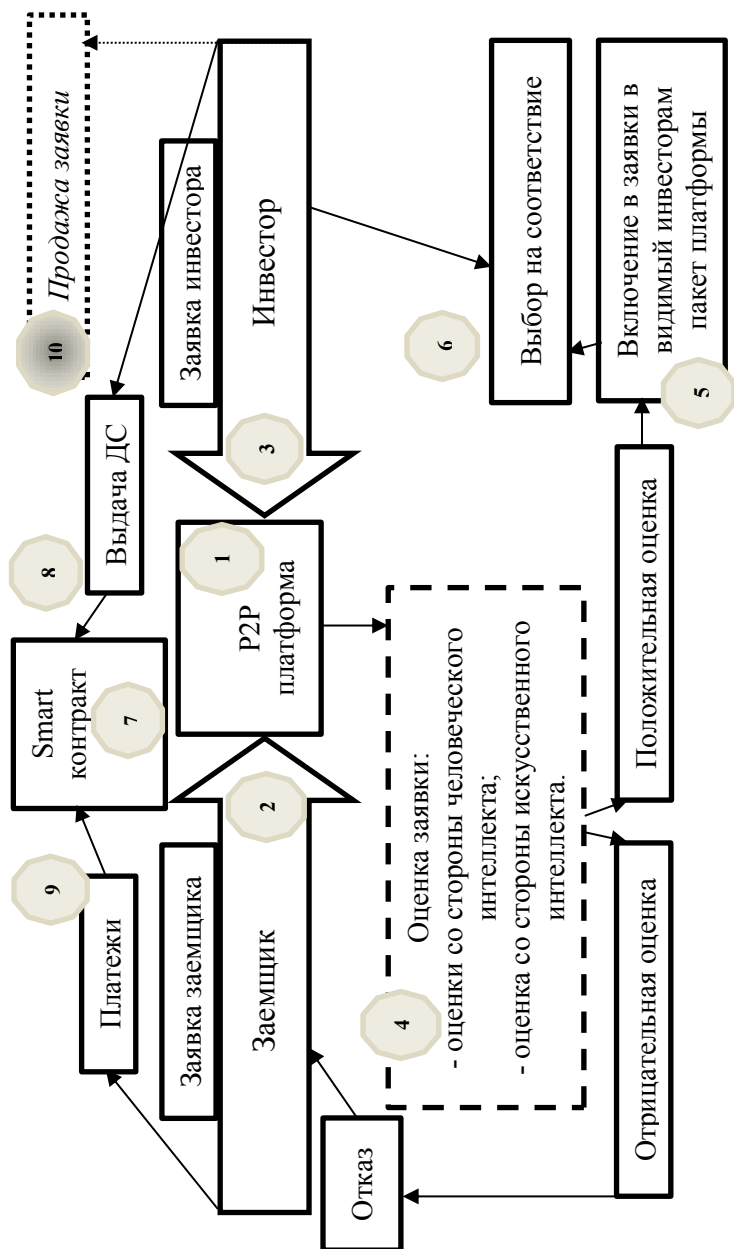 9
Платежи
Smart
контракт
7
8
Выдача ДС
10
Продажа заявки
Заявка заемщика
Заемщик
2
P2P
платформа
1
3
Заявка инвестора
Инвестор
Отказ
4
Оценка заявки:
- оценки со стороны человеческого
интеллекта;
- оценка со стороны искусственного
интеллекта.
6
Выбор на соответствие
Отрицательная оценка
Положительная оценка
5
Включение в заявки в
видимый инвесторам
пакет платформы